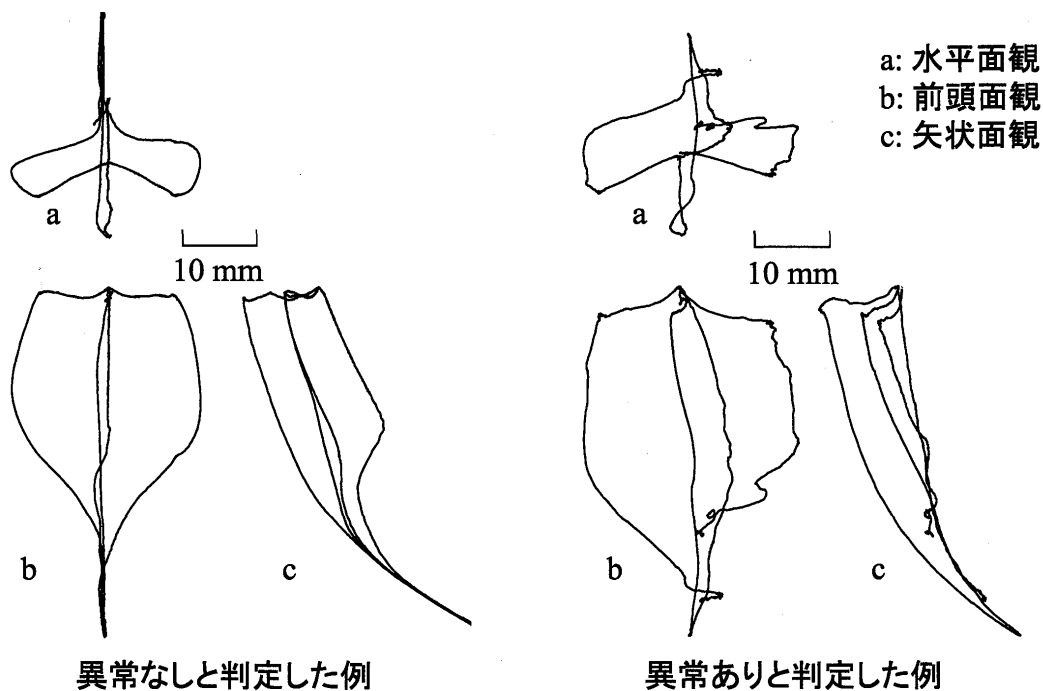 a: 水平面観
b: 前頭面観
c: 矢状面観
a
10 mm
b
c
異常なしと判定した例
a
10 mm
b
c
異常ありと判定した例